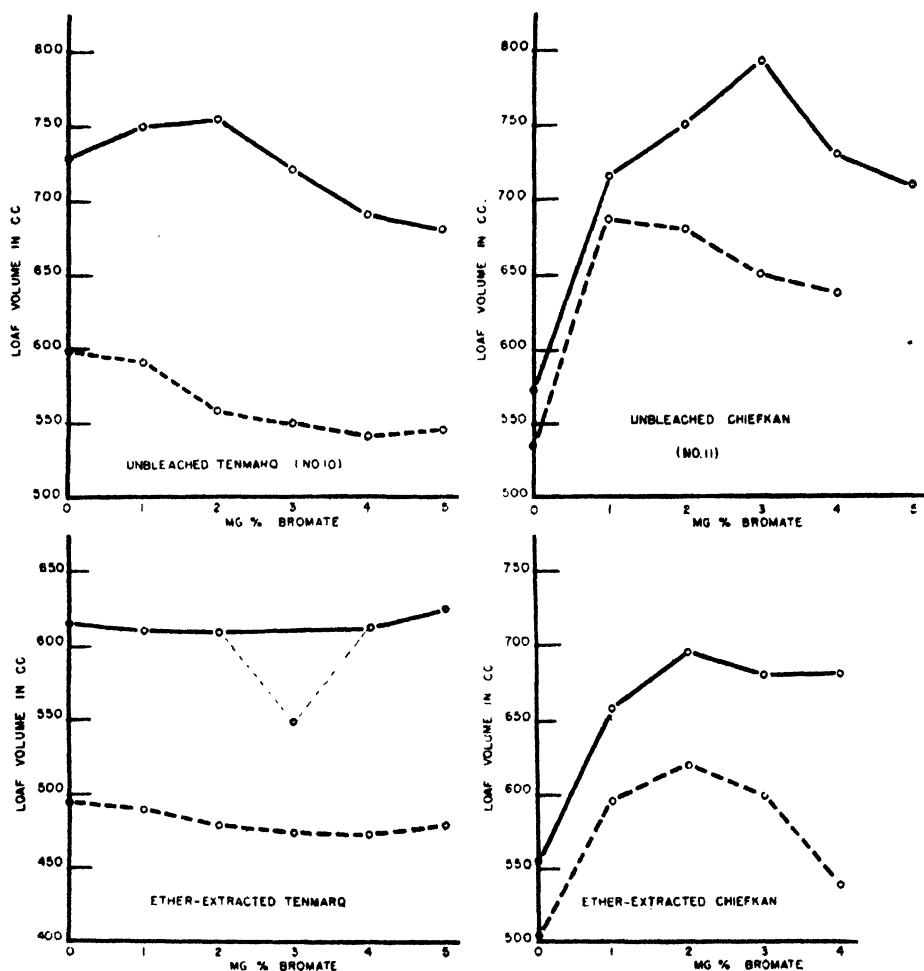 800
750
700
650
600
550
500
LOAF VOLUME IN CC
UNBLEACHED TENMARQ (NO 10)
0 1 2 3 4 5
MG % BROMATE
800
750
700
650
600
550
500
LOAF VOLUME IN CC.
UNBLEACHED CHIEFKAN
(NO. 11)
0 1 2 3 4 5
MG % BROMATE
650
600
550
500
450
400
LOAF VOLUME IN CC
ETHER-EXTRACTED TENMARQ
0 1 2 3 4 5
MG % BROMATE
750
700
650
600
550
500
LOAF VOLUME IN CC
ETHER-EXTRACTED CHIEFKAN
0 1 2 3 4
MG % BROMATE